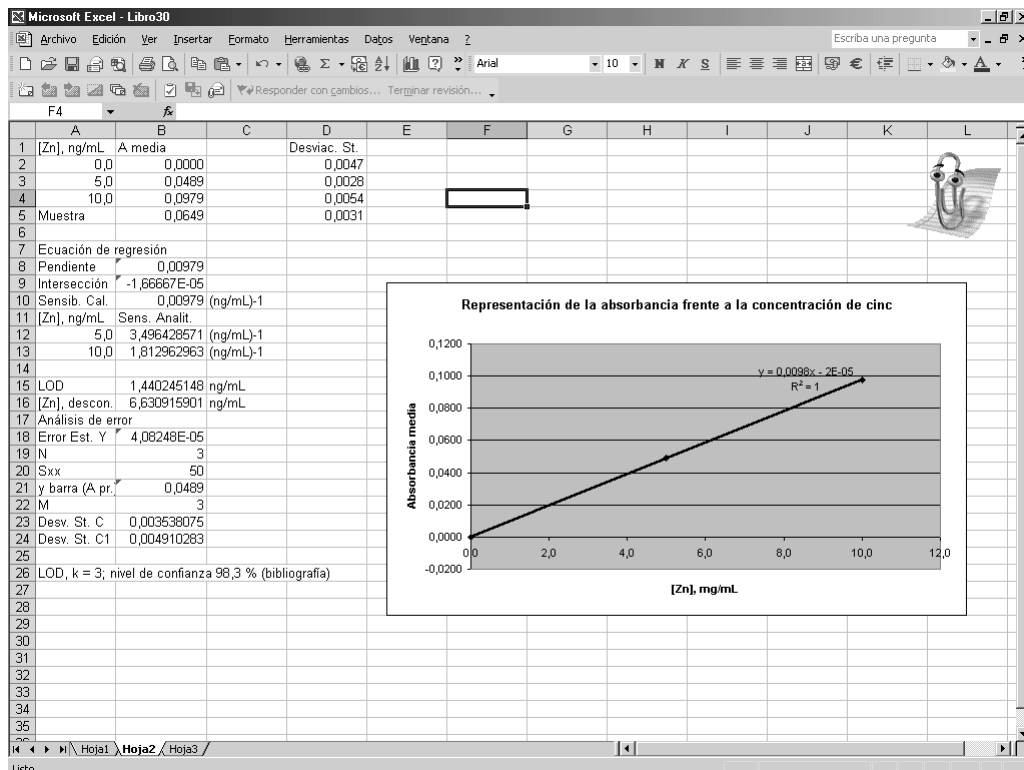 Microsoft Excel - Libro30
Archivo Edición Ver Insertar Formato Herramientas Datos Ventana ? Escriba una pregunta
Arial 10 N K S €
Responder con cambios... Terminar revisión...
F4 fx
A B C D E F G H I J K L
1 [Zn], ng/mL A media Desviac. St.
2 0,0 0,0000 0,0047
3 5,0 0,0489 0,0028
4 10,0 0,0979 0,0054
5 Muestra 0,0649 0,0031
6
7 Ecuación de regresión
8 Pendiente 0,00979
9 Intersección -1,66667E-05
10 Sensib. Cal. 0,00979 (ng/mL)-1
11 [Zn], ng/mL Sens. Analit.
12 5,0 3,496428571 (ng/mL)-1
13 10,0 1,812962963 (ng/mL)-1
14
15 LOD 1,440245148 ng/mL
16 [Zn], descon. 6,630915901 ng/mL
17 Análisis de error
18 Error Est. Y 4,08248E-05
19 N 3
20 Sxx 50
21 y barra (A pr. 0,0489
22 M 3
23 Desv. St. C 0,003538075
24 Desv. St. C1 0,004910283
25
26 LOD, k = 3; nivel de confianza 98,3 % (bibliografía)
27
28
29
30
31
32
33
34
35
Representación de la absorbancia frente a la concentración de cinc
0,1200
0,1000
0,0800
0,0600
0,0400
0,0200
0,0000
-0,0200
Absorbancia media
y = 0,0098x - 2E-05
R² = 1
0,0 2,0 4,0 6,0 8,0 10,0 12,0
[Zn], mg/mL
Hoja1 Hoja2 Hoja3
Listo